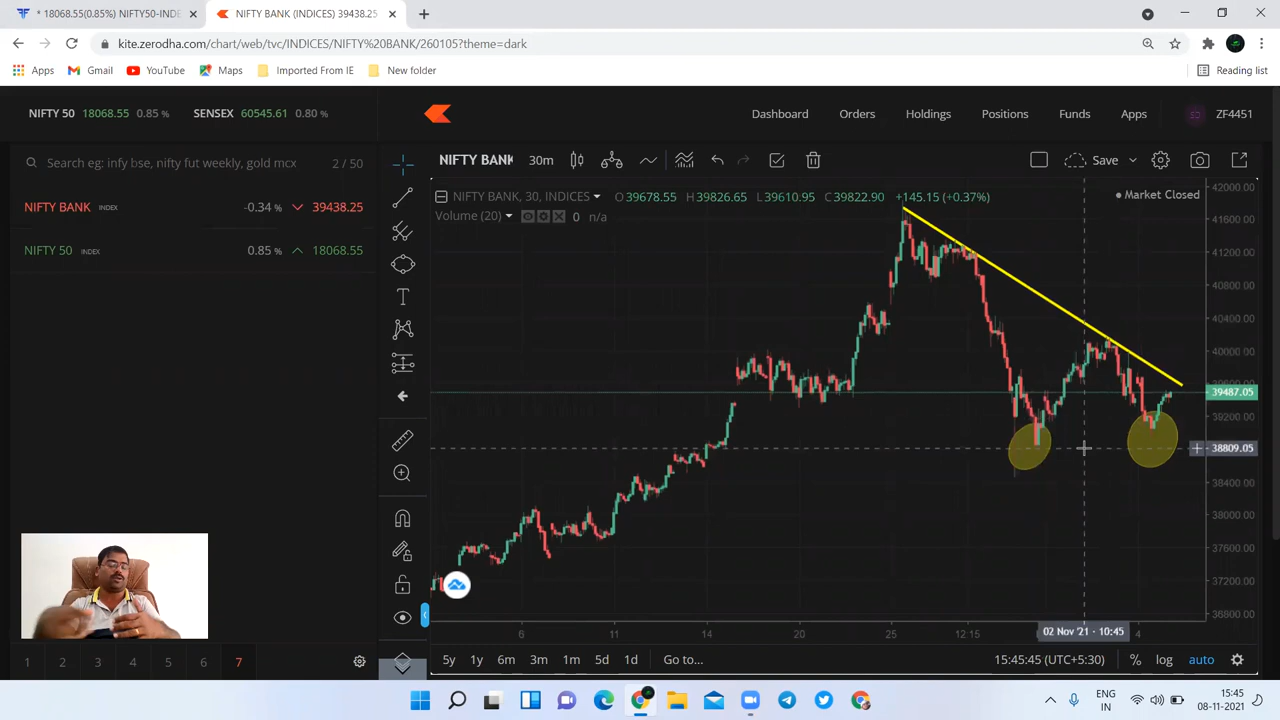 * 18068.55(0.85%) NIFTY50-INDE
NIFTY BANK (INDICES) 39438.25
kite.zerodha.com/chart/web/tvc/INDICES/NIFTY%20BANK/260105?theme=dark
Apps Gmail YouTube Maps Imported From IE New folder Reading list
NIFTY 50 18068.55 0.85 % SENSEX 60545.61 0.80 %
Dashboard Orders Holdings Positions Funds Apps ZF4451
Search eg: infy bse, nifty fut weekly, gold mcx 2 / 50
NIFTY BANK INDEX -0.34 % 39438.25
NIFTY 50 INDEX 0.85 % 18068.55
NIFTY BANK 30m Save
NIFTY BANK, 30, INDICES O39678.55 H39826.65 L39610.95 C39822.90 +145.15 (+0.37%) Market Closed
Volume (20) 0 n/a
42000.00
41600.00
41200.00
40800.00
40400.00
40000.00
39487.05
39200.00
38809.05
38400.00
38000.00
37600.00
37200.00
36800.00
6 11 14 20 25 12:15 02 Nov '21 - 10:45 4
1 2 3 4 5 6 7
5y 1y 6m 3m 1m 5d 1d Go to... 15:45:45 (UTC+5:30) % log auto
ENG
IN
15:45
08-11-2021